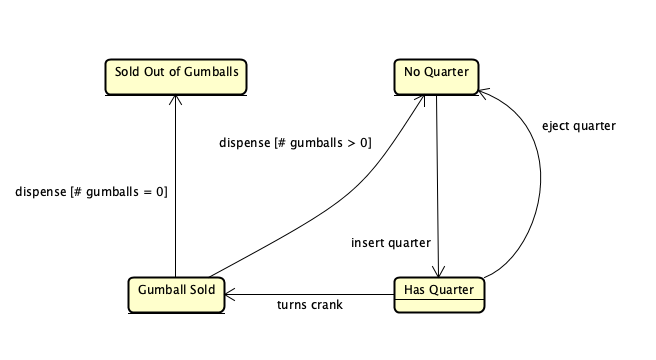 Sold Out of Gumballs
No Quarter
eject quarter
dispense [# gumballs > 0]
dispense [# gumballs = 0]
insert quarter
Gumball Sold
Has Quarter
turns crank